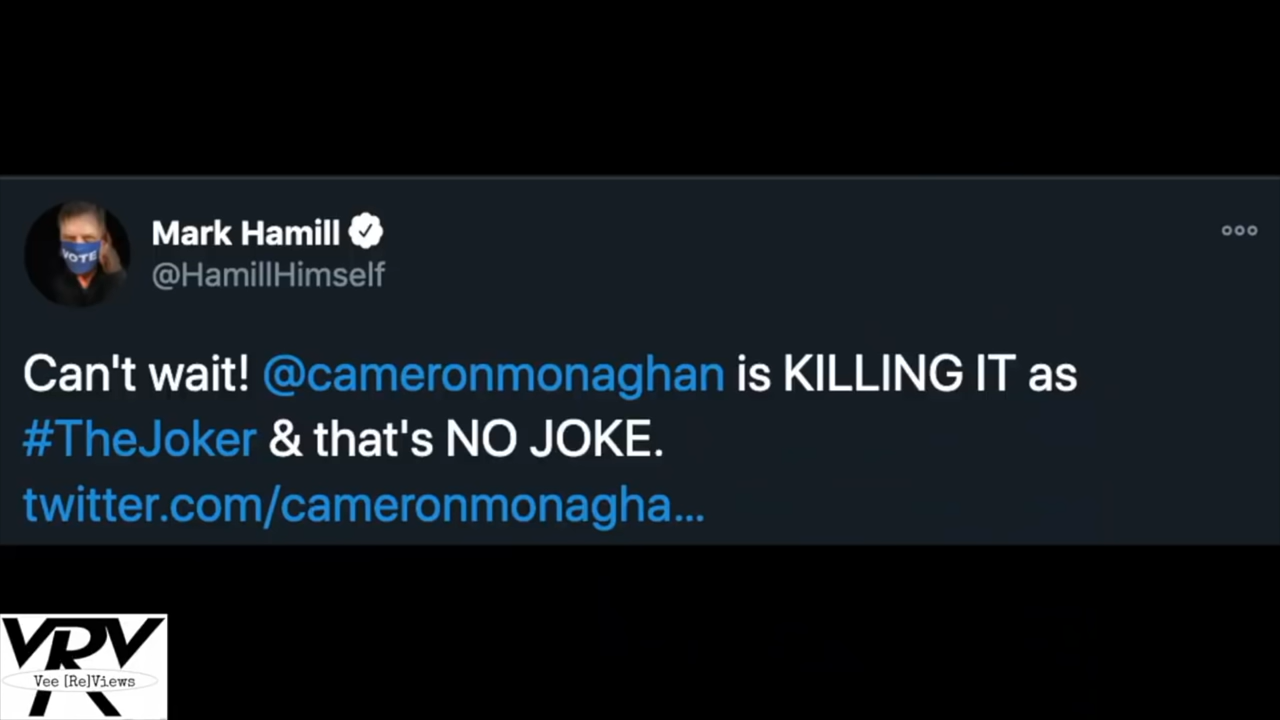 Mark Hamill
@HamillHimself
VOTE
Can't wait! @cameronmonaghan is KILLING IT as
#TheJoker & that's NO JOKE.
twitter.com/cameronmonagha...
VRV
Vee [Re]Views